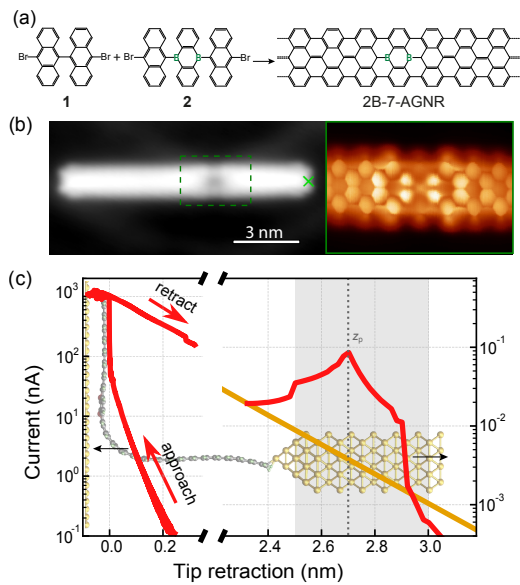 (a)
Br Br + Br B B Br
1 2 2B-7-AGNR
B B
(b)
3 nm
(c)
Current (nA)
10³
10²
10¹
10⁰
10⁻¹
retract
approach
z_p
10⁻¹
10⁻²
10⁻³
0.0 0.2 2.4 2.6 2.8 3.0
Tip retraction (nm)